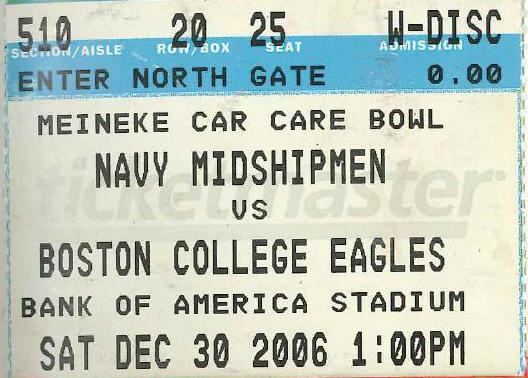 510 20 25 W-DISC
SECTION/AISLE ROW/BOX SEAT ADMISSION
ENTER NORTH GATE 0.00
MEINEKE CAR CARE BOWL
NAVY MIDSHIPMEN
ticketmaster®
VS
BOSTON COLLEGE EAGLES
BANK OF AMERICA STADIUM
SAT DEC 30 2006 1:00PM